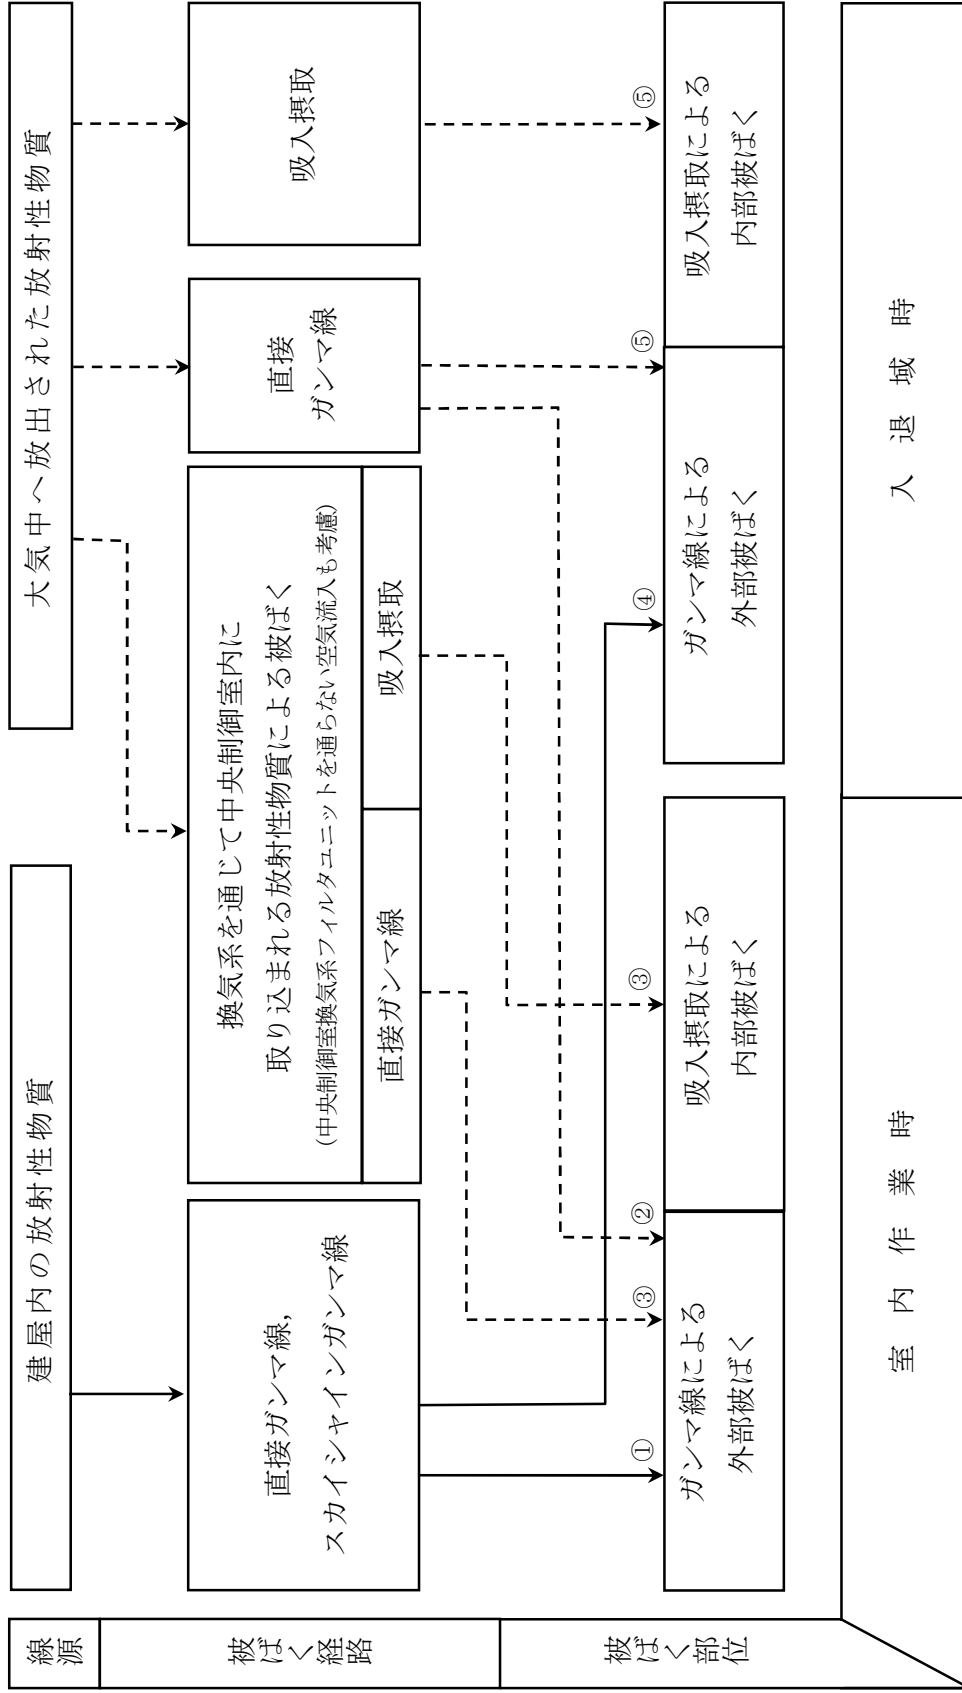 線源
建屋内の放射性物質
大気中へ放出された放射性物質
被ばく経路
直接ガンマ線,
スカイシャインガンマ線
換気系を通じて中央制御室内に
取り込まれる放射性物質による被ばく
(中央制御室換気系フィルタユニットを通らない空気流入も考慮)
直接ガンマ線
吸入摂取
直接
ガンマ線
吸入摂取
①
③
②
③
④
⑤
⑤
被ばく部位
ガンマ線による
外部被ばく
吸入摂取による
内部被ばく
ガンマ線による
外部被ばく
吸入摂取による
内部被ばく
室内作業時
入退域時